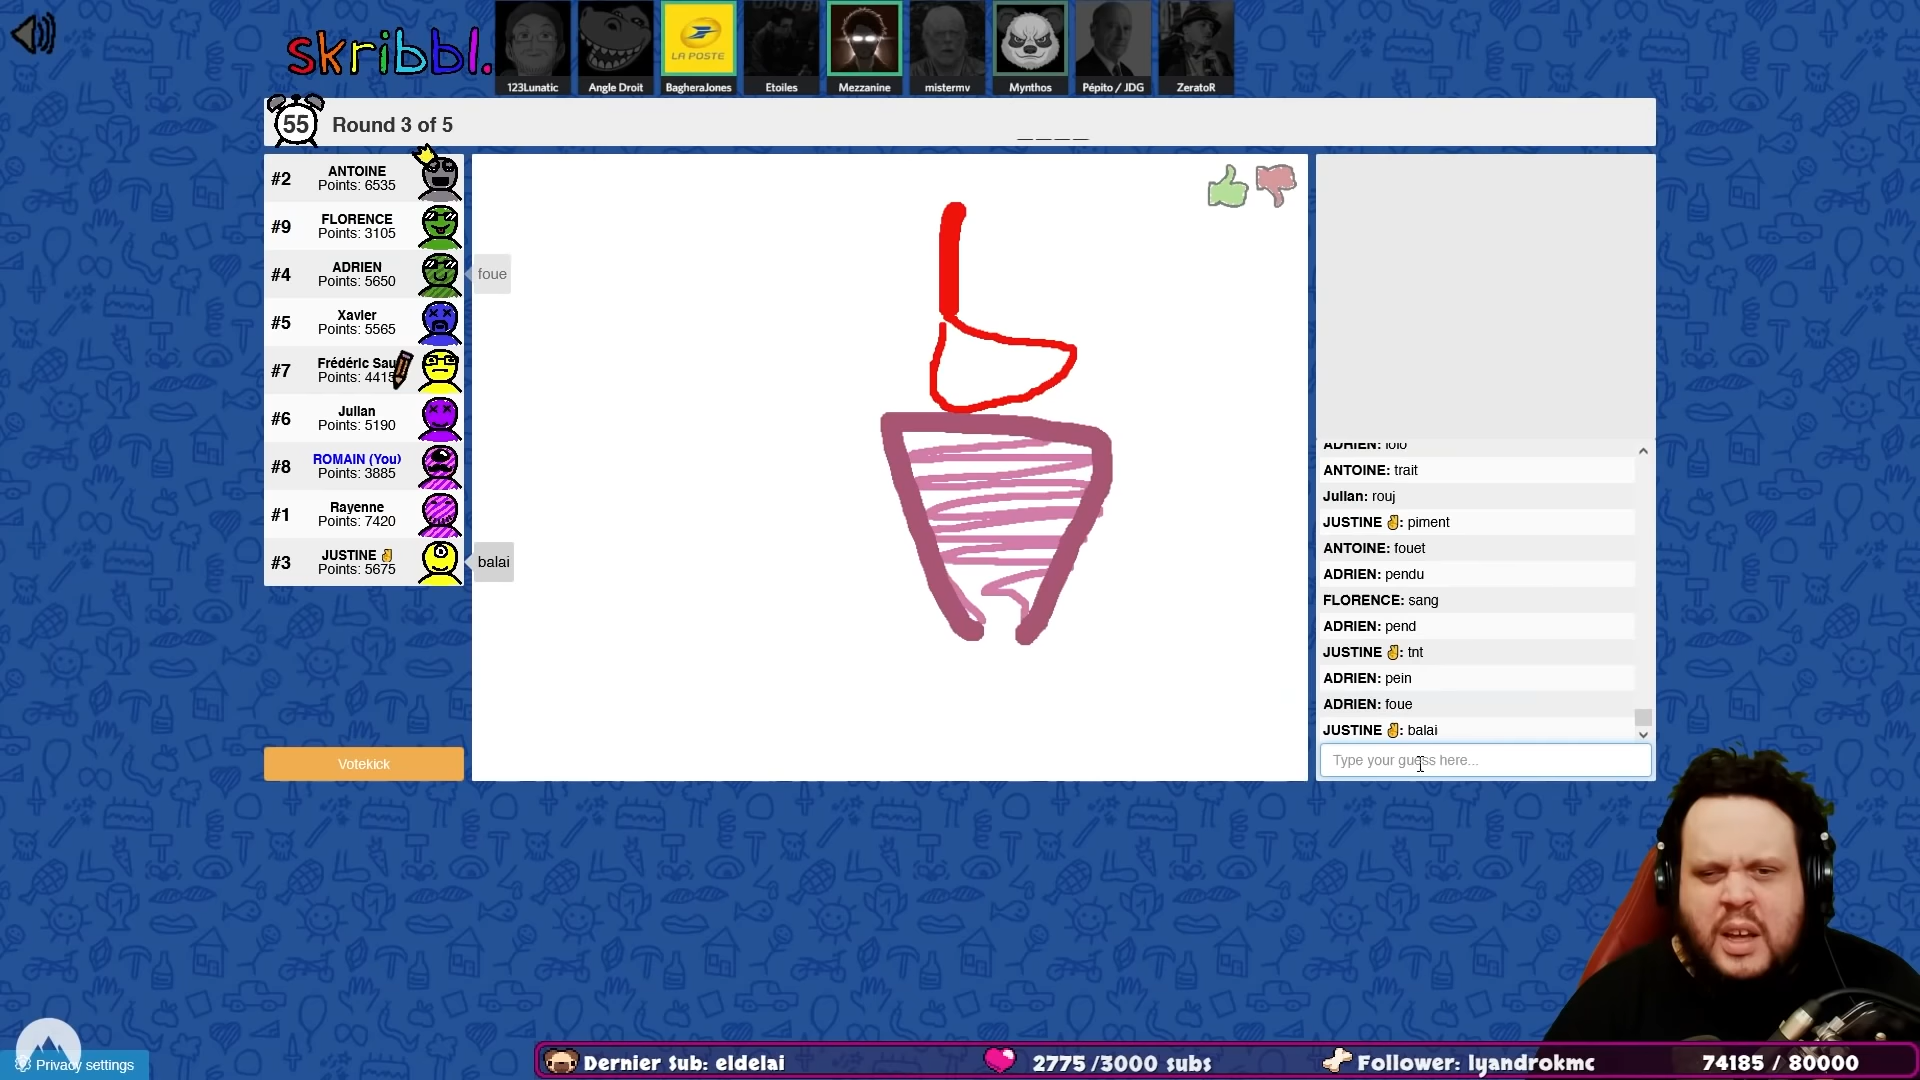 skribbl.
LA POSTE
123Lunatic
Angle Droit
BagheraJones
Etoiles
Mezzanine
mistermv
Mynthos
Pépito / JDG
ZeratoR
55
Round 3 of 5
_ _ _ _
#2
ANTOINE
Points: 6535
#9
FLORENCE
Points: 3105
#4
ADRIEN
Points: 5650
foue
#5
Xavier
Points: 5565
#7
Frédéric Sau
Points: 4415
#6
Julian
Points: 5190
#8
ROMAIN (You)
Points: 3885
#1
Rayenne
Points: 7420
#3
JUSTINE ✌
Points: 5675
balai
Votekick
ADRIEN: lolo
ANTOINE: trait
Julian: rouj
JUSTINE ✌: piment
ANTOINE: fouet
ADRIEN: pendu
FLORENCE: sang
ADRIEN: pend
JUSTINE ✌: tnt
ADRIEN: pein
ADRIEN: foue
JUSTINE ✌: balai
Type your guess here...
Privacy settings
Dernier Sub: eldelai
2775 /3000 subs
Follower: lyandrokmc
74185 / 80000